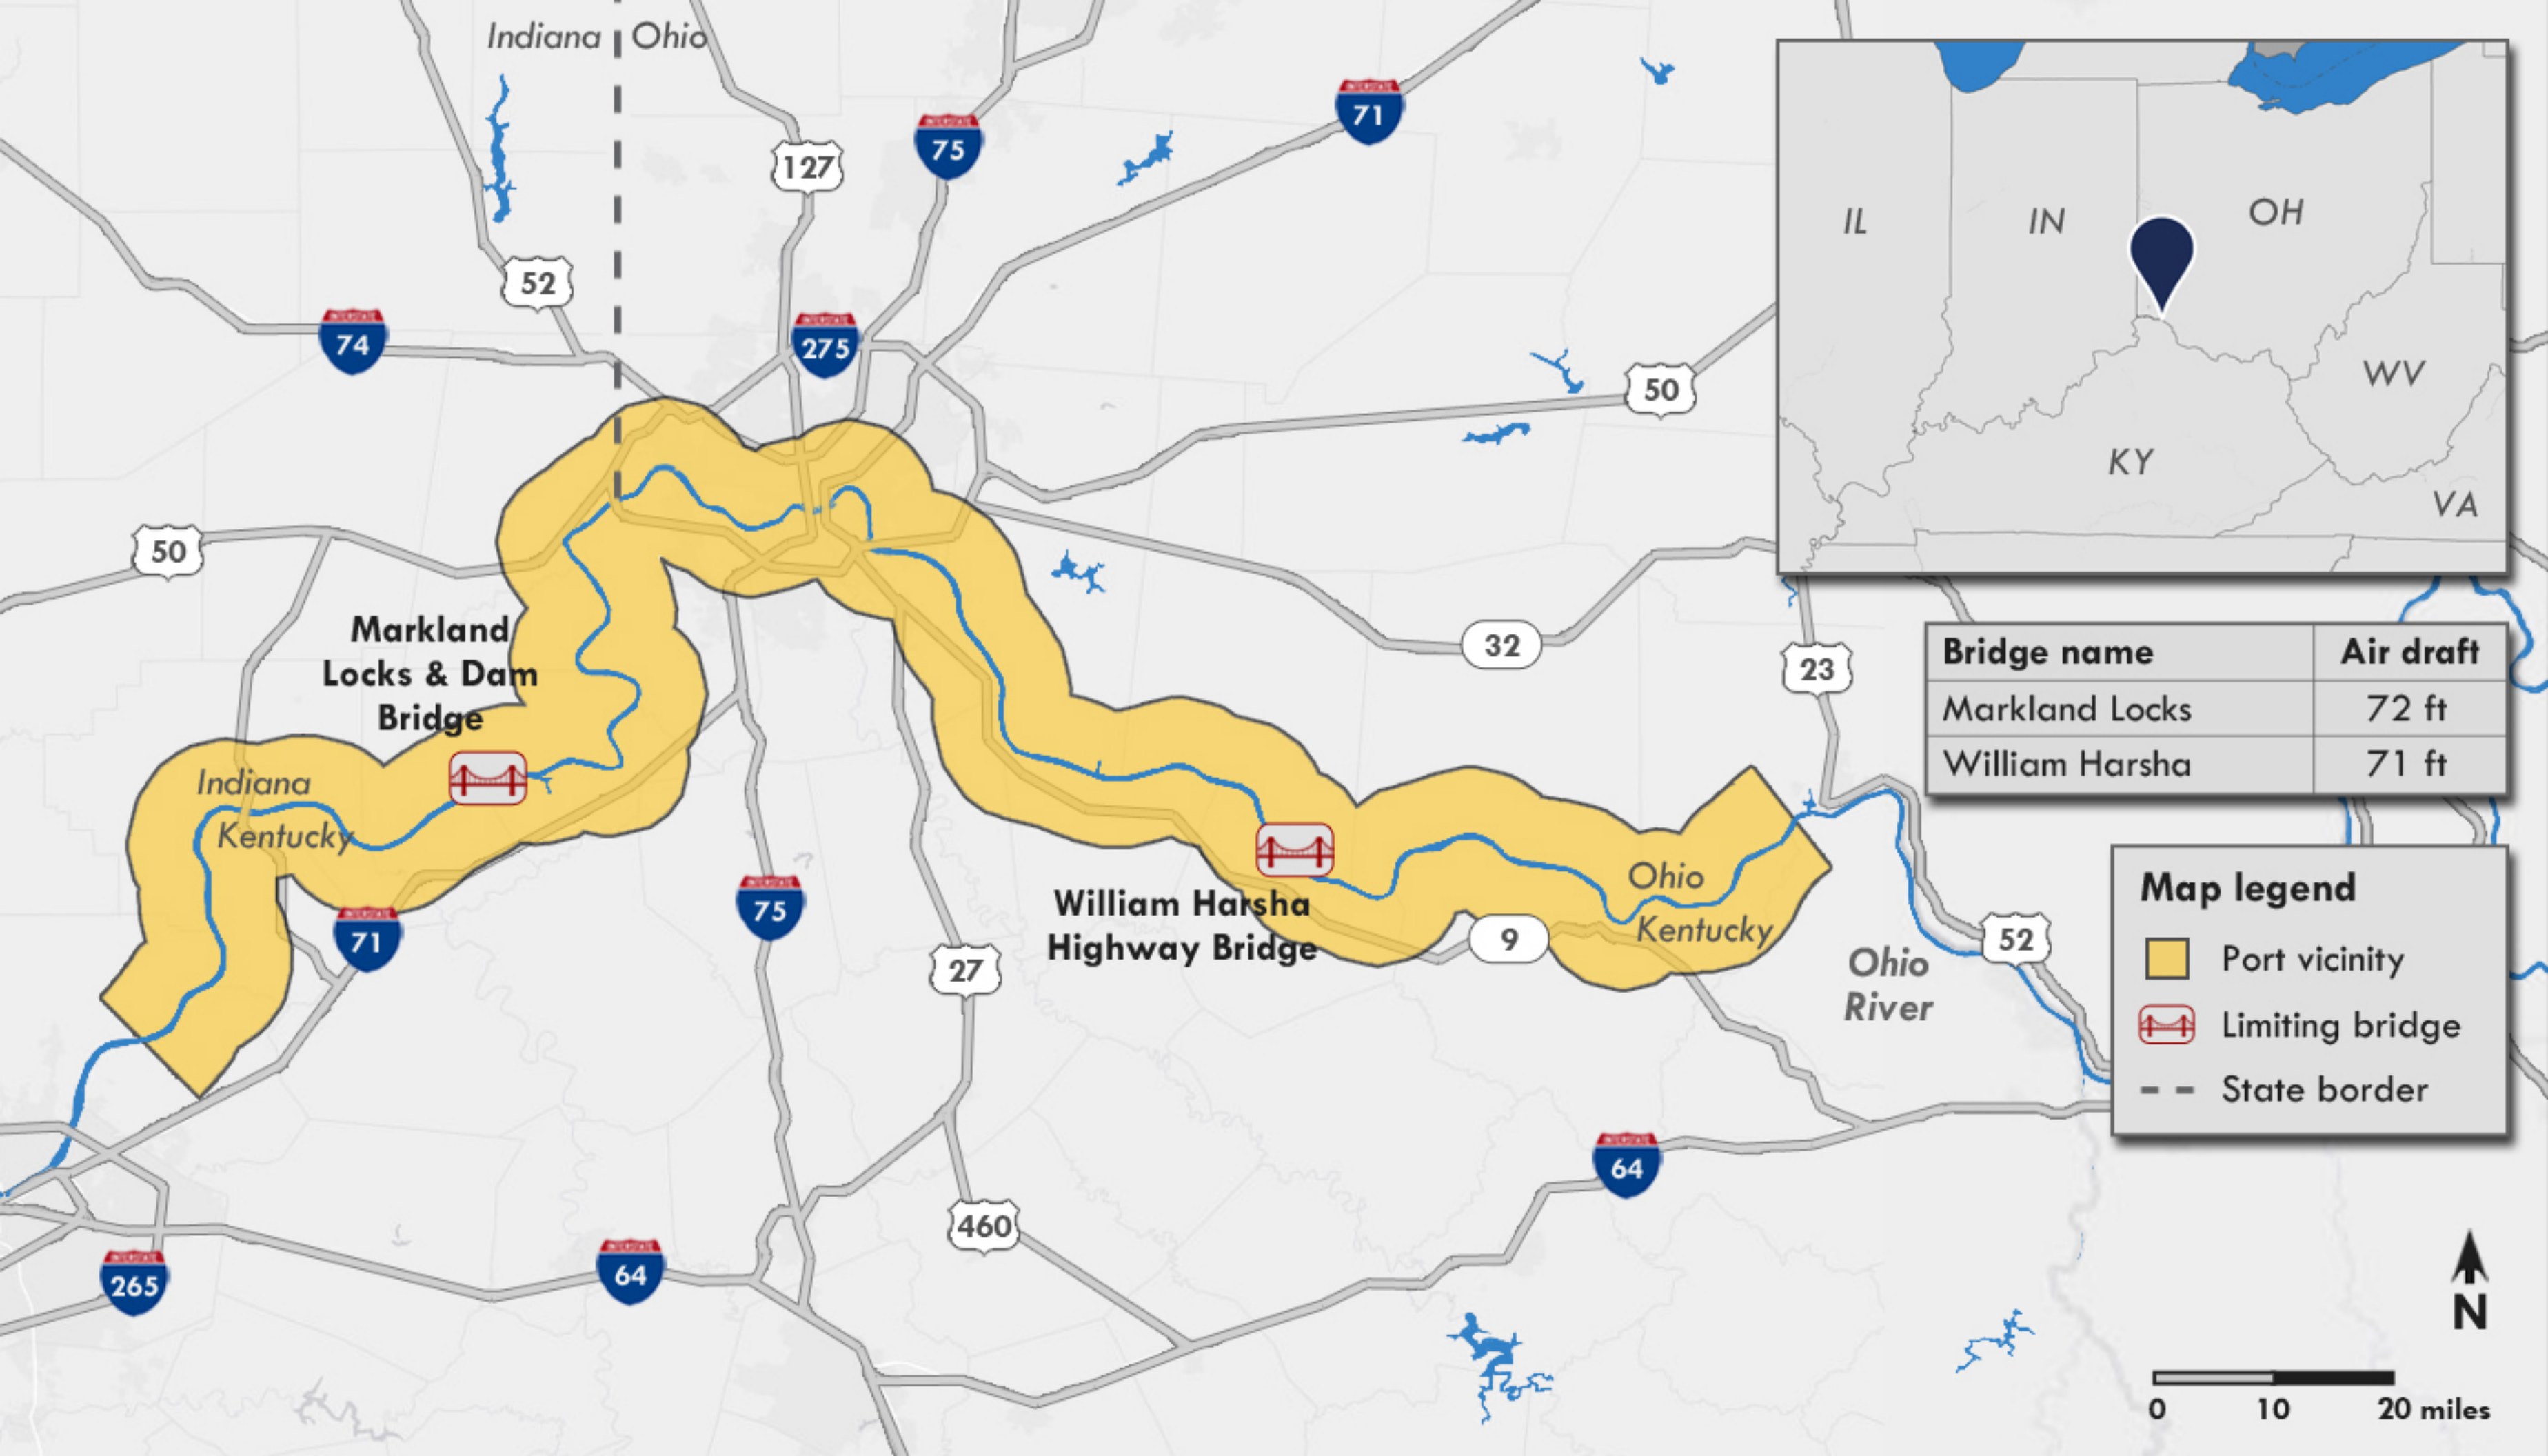 Indiana
Ohio
71
75
127
52
74
275
50
50
Markland
Locks & Dam
Bridge
Indiana
Kentucky
71
75
27
32
23
William Harsha
Highway Bridge
9
Ohio
Kentucky
Ohio
River
52
64
460
64
265
IL
IN
OH
WV
KY
VA
Bridge name Air draft
Markland Locks 72 ft
William Harsha 71 ft
Map legend
Port vicinity
Limiting bridge
State border
N
0 10 20 miles